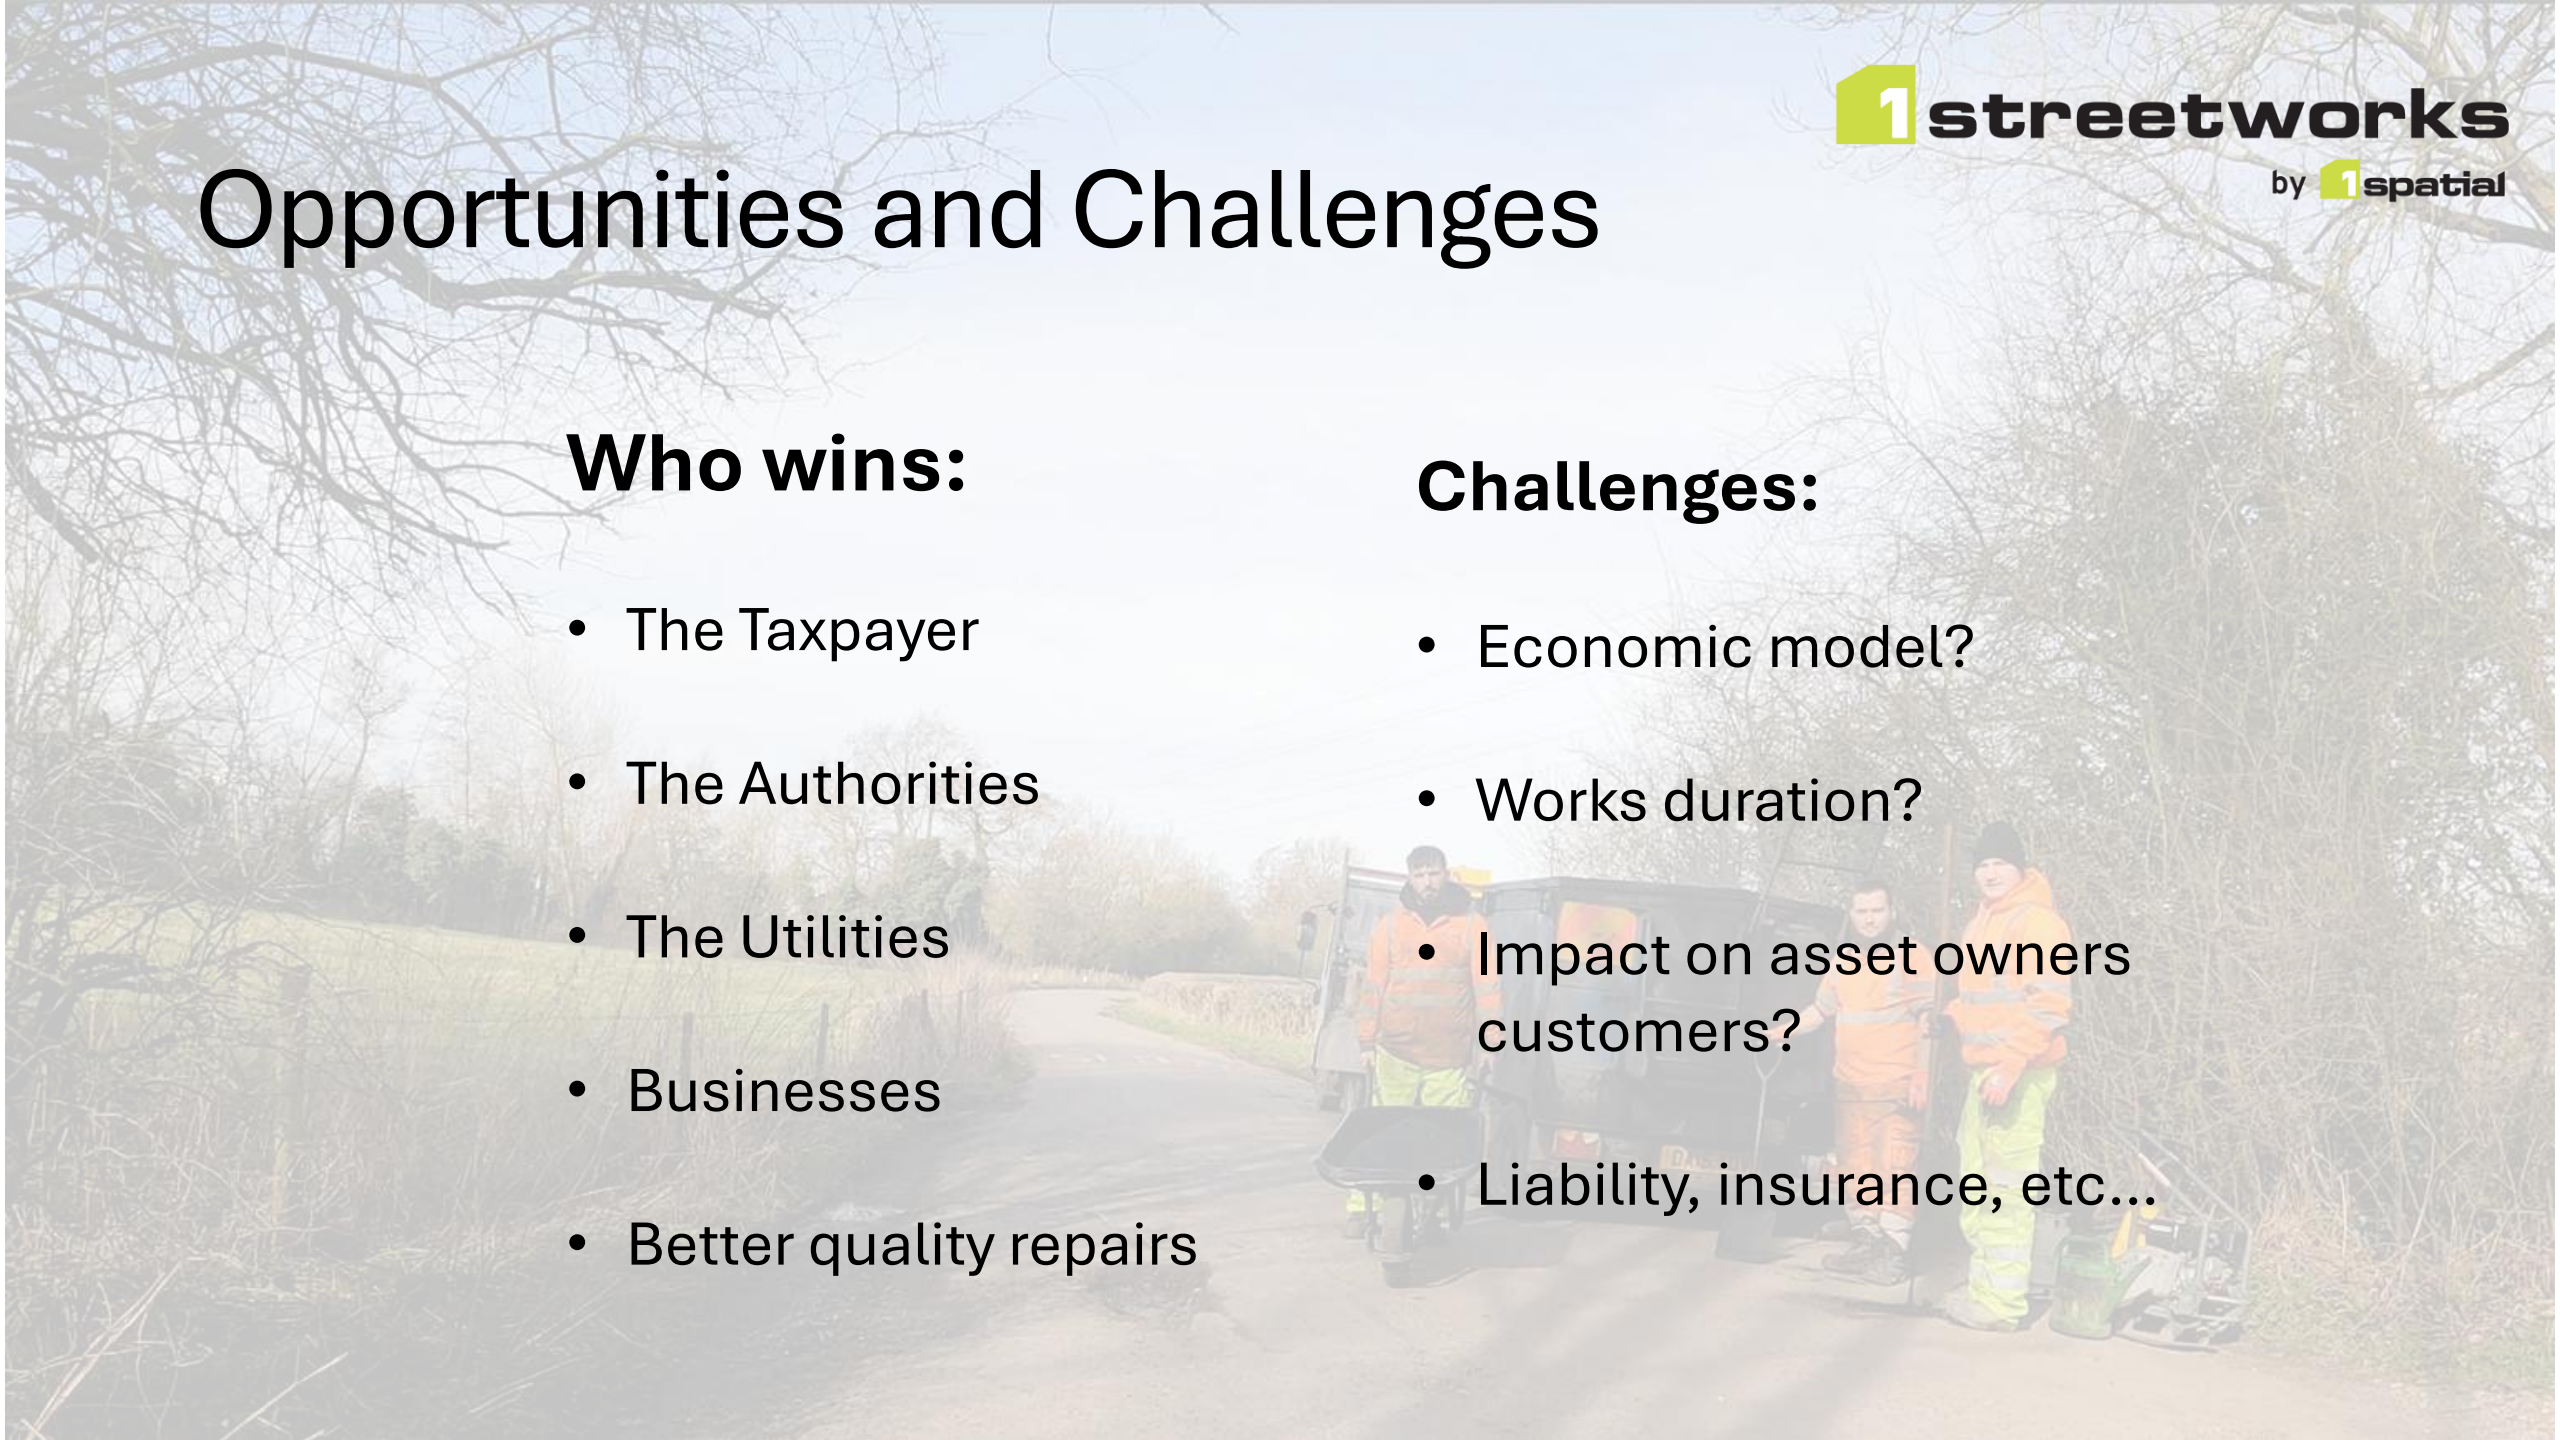 1streetworks
by 1spatial
Opportunities and Challenges
Who wins:
• The Taxpayer
• The Authorities
• The Utilities
• Businesses
• Better quality repairs
Challenges:
• Economic model?
• Works duration?
• Impact on asset owners
customers?
• Liability, insurance, etc...